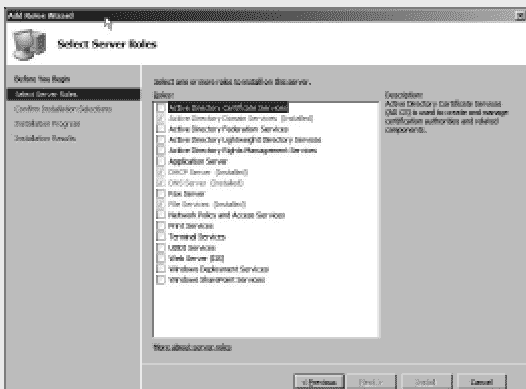 Add Roles Wizard
Select Server Roles
Before You Begin
Select Server Roles
Confirm Installation Selections
Installation Progress
Installation Results
Select one or more roles to install on this server.
Roles:
Active Directory Certificate Services
Active Directory Domain Services (Installed)
Active Directory Federation Services
Active Directory Lightweight Directory Services
Active Directory Rights Management Services
Application Server
DHCP Server (Installed)
DNS Server (Installed)
Fax Server
File Services (Installed)
Network Policy and Access Services
Print Services
Terminal Services
UDDI Services
Web Server (IIS)
Windows Deployment Services
Windows SharePoint Services
More about server roles
Description:
Active Directory Certificate Services
(AD CS) is used to create and manage
certification authorities and related
components.
< Previous
Next >
Install
Cancel